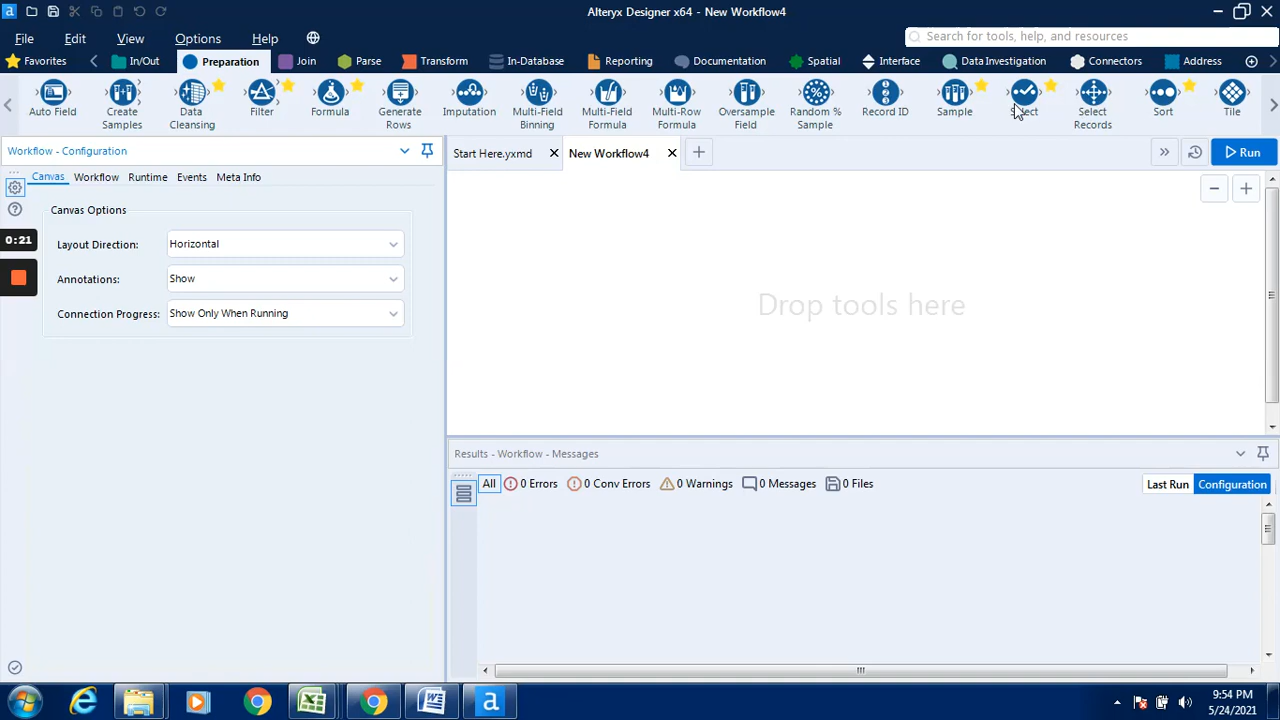 Alteryx Designer x64 - New Workflow4
File Edit View Options Help
Search for tools, help, and resources
Favorites In/Out Preparation Join Parse Transform In-Database Reporting Documentation Spatial Interface Data Investigation Connectors Address
Auto Field Create Samples Data Cleansing Filter Formula Generate Rows Imputation Multi-Field Binning Multi-Field Formula Multi-Row Formula Oversample Field Random % Sample Record ID Sample Select Select Records Sort Tile
Workflow - Configuration
Start Here.yxmd New Workflow4 Run
Canvas Workflow Runtime Events Meta Info
Canvas Options
0:21
Layout Direction: Horizontal
Annotations: Show
Connection Progress: Show Only When Running
Drop tools here
Results - Workflow - Messages
All 0 Errors 0 Conv Errors 0 Warnings 0 Messages 0 Files Last Run Configuration
9:54 PM
5/24/2021